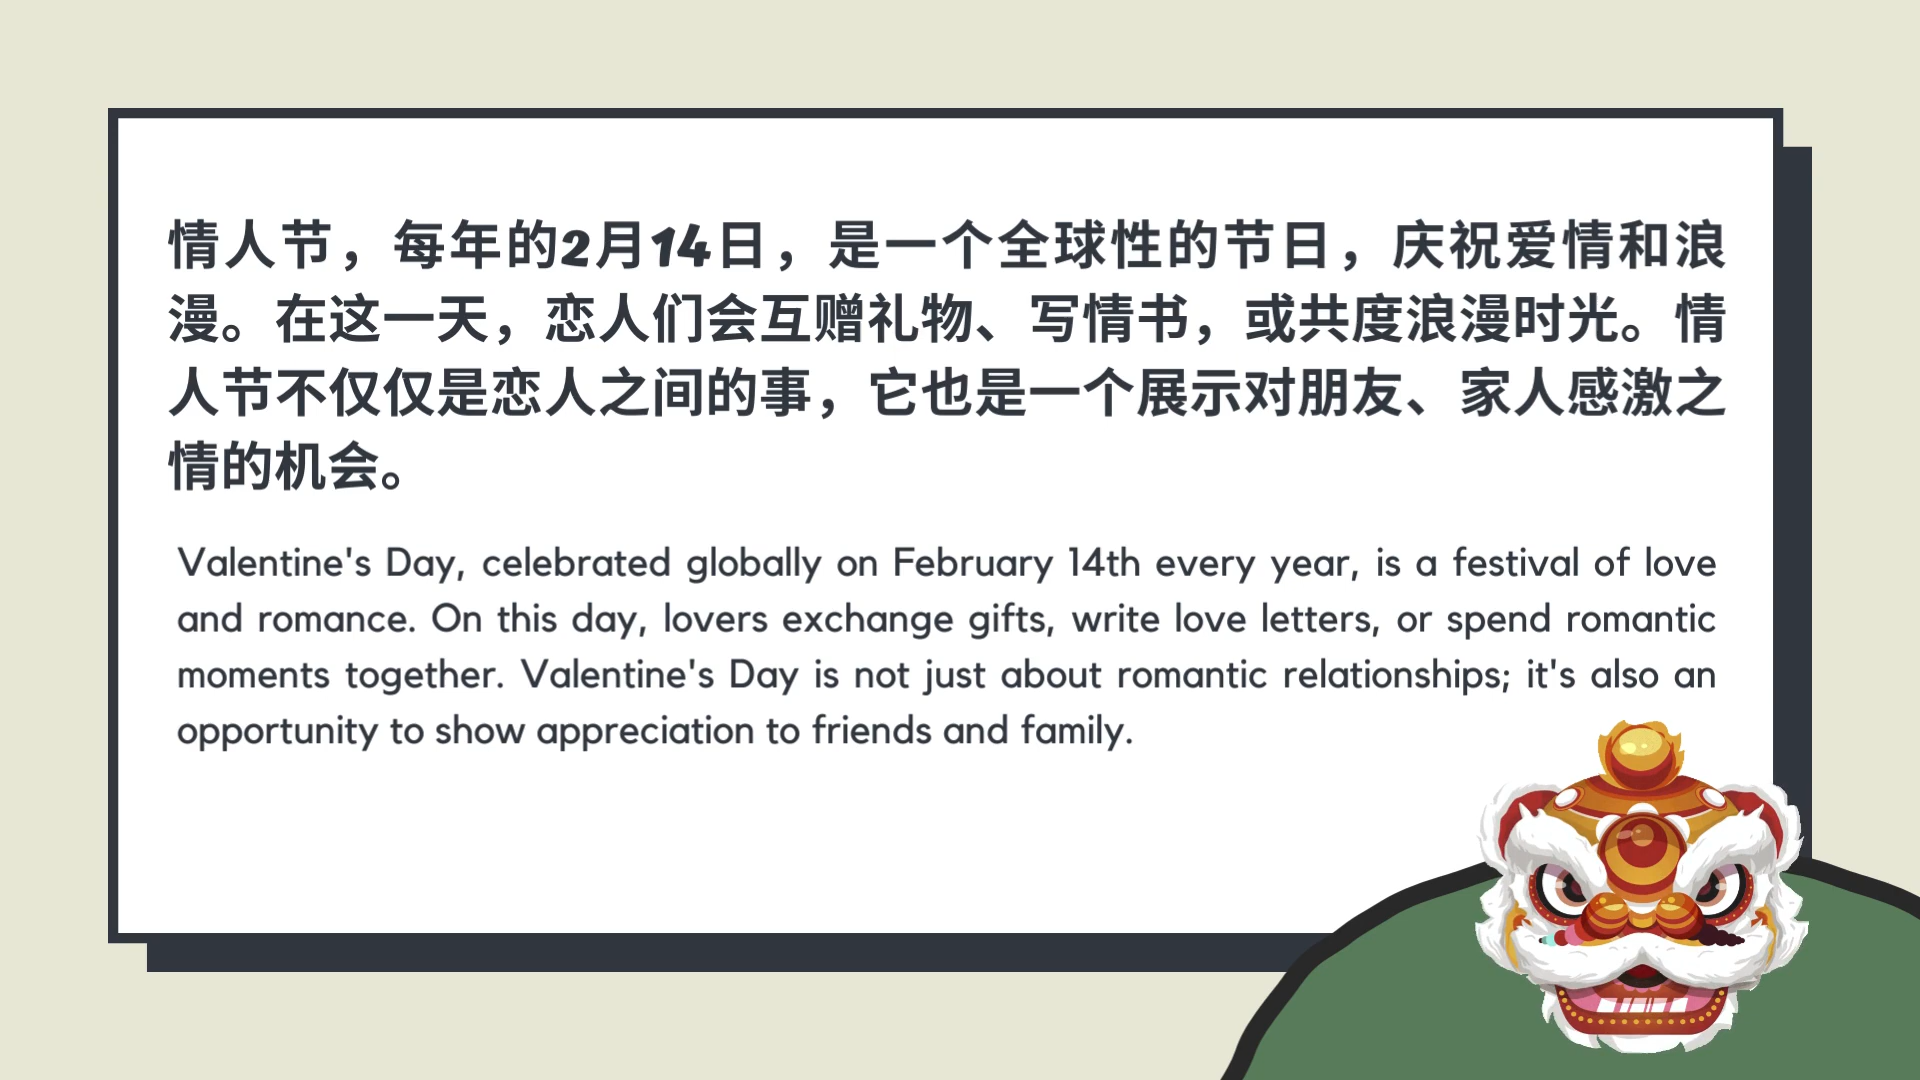 情人节，每年的2月14日，是一个全球性的节日，庆祝爱情和浪
漫。在这一天，恋人们会互赠礼物、写情书，或共度浪漫时光。情
人节不仅仅是恋人之间的事，它也是一个展示对朋友、家人感激之
情的机会。
Valentine's Day, celebrated globally on February 14th every year, is a festival of love
and romance. On this day, lovers exchange gifts, write love letters, or spend romantic
moments together. Valentine's Day is not just about romantic relationships; it's also an
opportunity to show appreciation to friends and family.